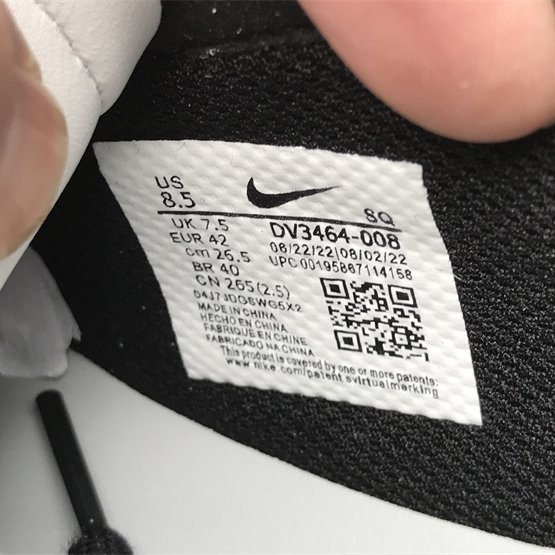 US
8.5
SQ
UK 7.5
DV3464-008
EUR 42
06/22/22|08/02/22
cm 26.5
UPC 00195867114158
BR 40
CN 265(2.5)
MADE IN CHINA
HECHO EN CHINA
FABRIQUE EN CHINE
FABRICADO NA CHINA
This product is covered by one or more patents:
www.nike.com/patent svirtualmarking